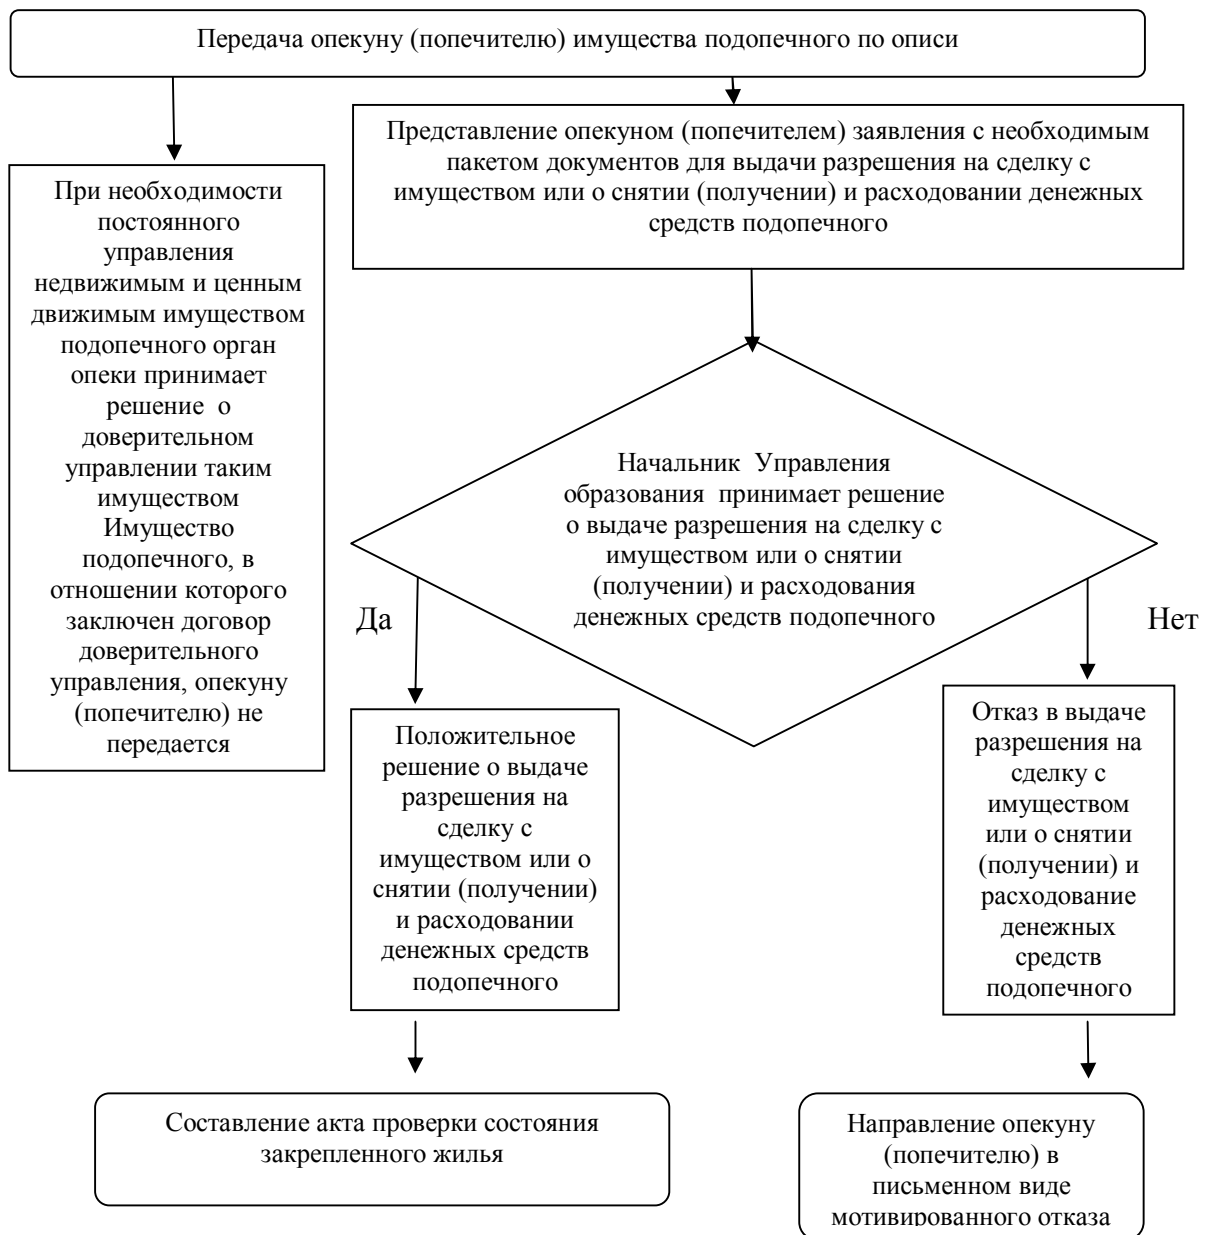 Передача опекуну (попечителю) имущества подопечного по описи
Представление опекуном (попечителем) заявления с необходимым
пакетом документов для выдачи разрешения на сделку с
имуществом или о снятии (получении) и расходовании денежных
средств подопечного
При необходимости
постоянного
управления
недвижимым и ценным
движимым имуществом
подопечного орган
опеки принимает
решение о
доверительном
управлении таким
имуществом
Имущество
подопечного, в
отношении которого
заключен договор
доверительного
управления, опекуну
(попечителю) не
передается
Начальник Управления
образования принимает решение
о выдаче разрешения на сделку с
имуществом или о снятии
(получении) и расходования
денежных средств подопечного
Да
Нет
Положительное
решение о выдаче
разрешения на
сделку с
имуществом или о
снятии (получении)
и расходовании
денежных средств
подопечного
Отказ в выдаче
разрешения на
сделку с
имуществом
или о снятии
(получении) и
расходование
денежных
средств
подопечного
Составление акта проверки состояния
закрепленного жилья
Направление опекуну
(попечителю) в
письменном виде
мотивированного отказа